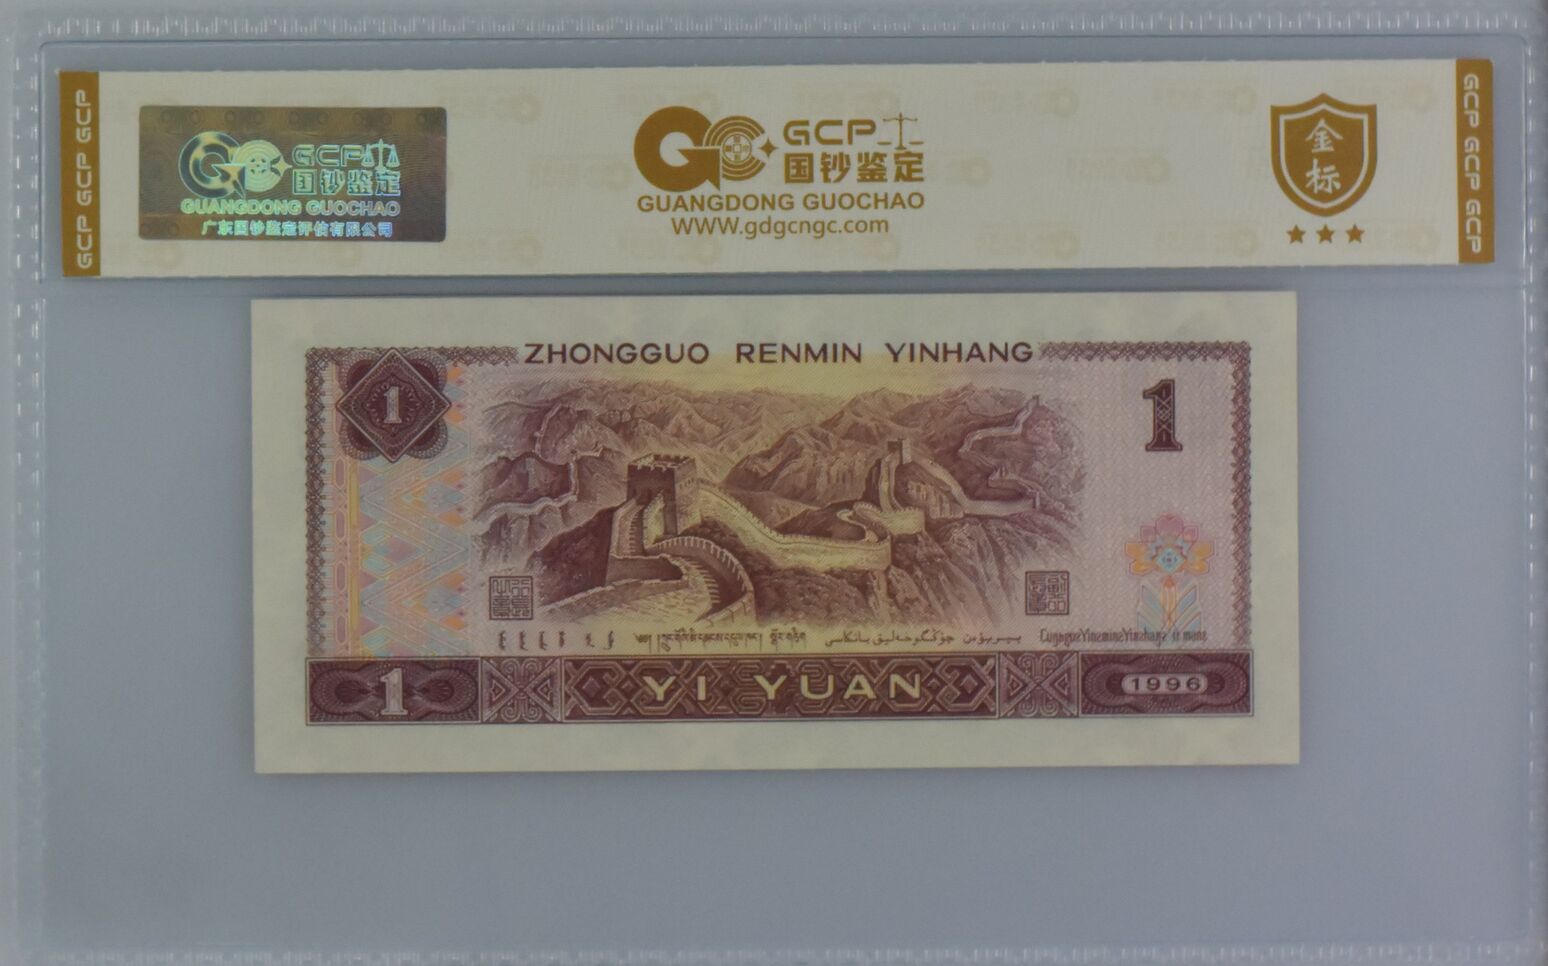 GCP GCP GCP
GCP
国钞鉴定
GUANGDONG GUOCHAO
广东国钞鉴定评估有限公司
GCP
国钞鉴定
GUANGDONG GUOCHAO
WWW.gdgcngc.com
金
标
GCP GCP GCP
ZHONGGUO RENMIN YINHANG
1
1
1
YI YUAN
1996